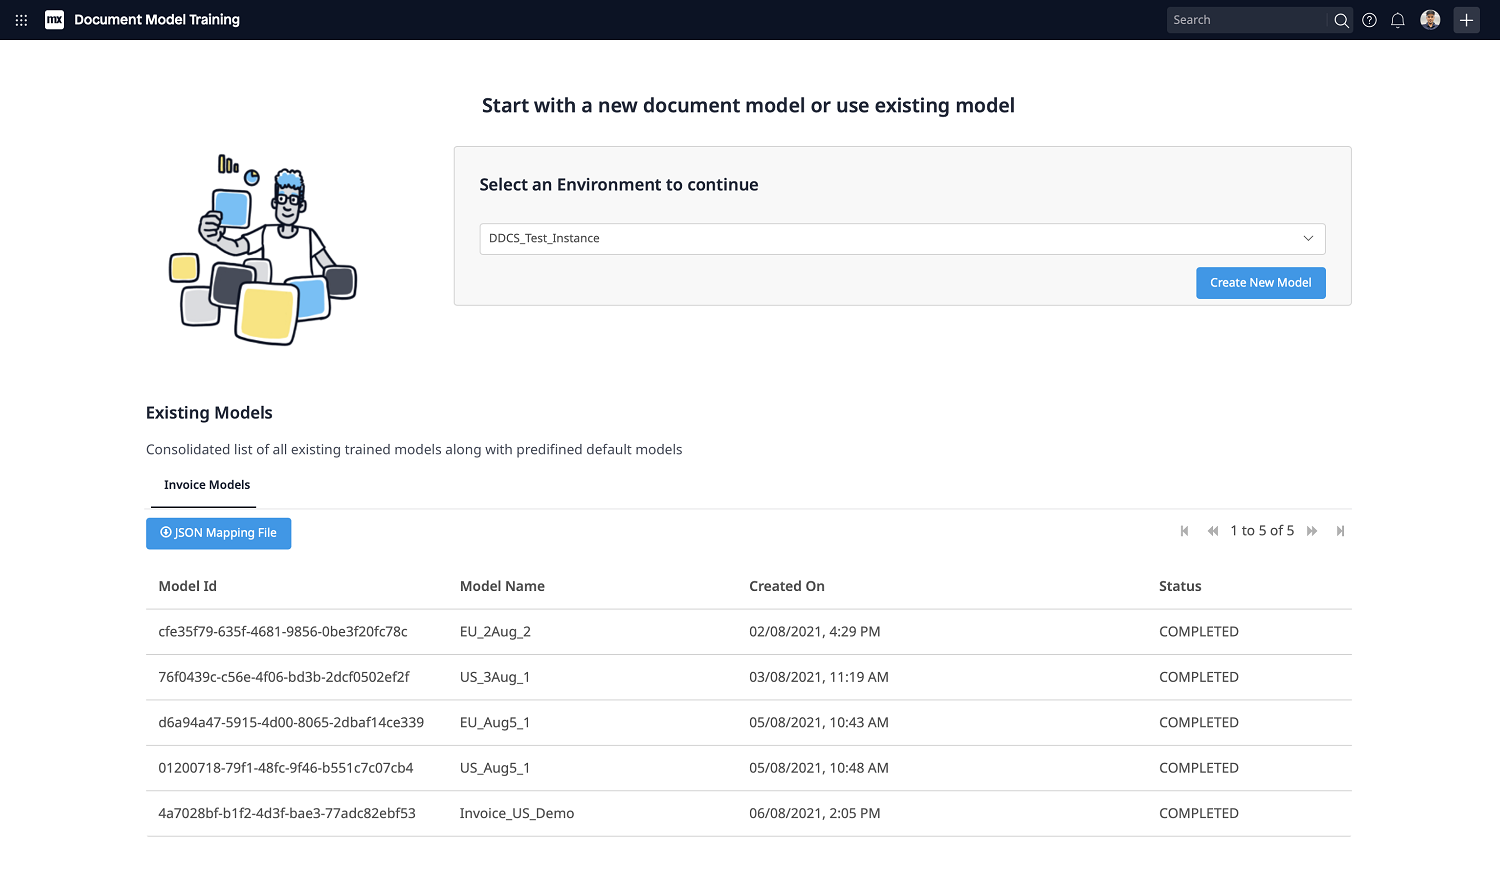 mx Document Model Training
Search
Start with a new document model or use existing model
Select an Environment to continue
DDCS_Test_Instance
Create New Model
Existing Models
Consolidated list of all existing trained models along with predifined default models
Invoice Models
JSON Mapping File
1 to 5 of 5
Model Id Model Name Created On Status
cfe35f79-635f-4681-9856-0be3f20fc78c EU_2Aug_2 02/08/2021, 4:29 PM COMPLETED
76f0439c-c56e-4f06-bd3b-2dcf0502ef2f US_3Aug_1 03/08/2021, 11:19 AM COMPLETED
d6a94a47-5915-4d00-8065-2dbaf14ce339 EU_Aug5_1 05/08/2021, 10:43 AM COMPLETED
01200718-79f1-48fc-9f46-b551c7c07cb4 US_Aug5_1 05/08/2021, 10:48 AM COMPLETED
4a7028bf-b1f2-4d3f-bae3-77adc82ebf53 Invoice_US_Demo 06/08/2021, 2:05 PM COMPLETED